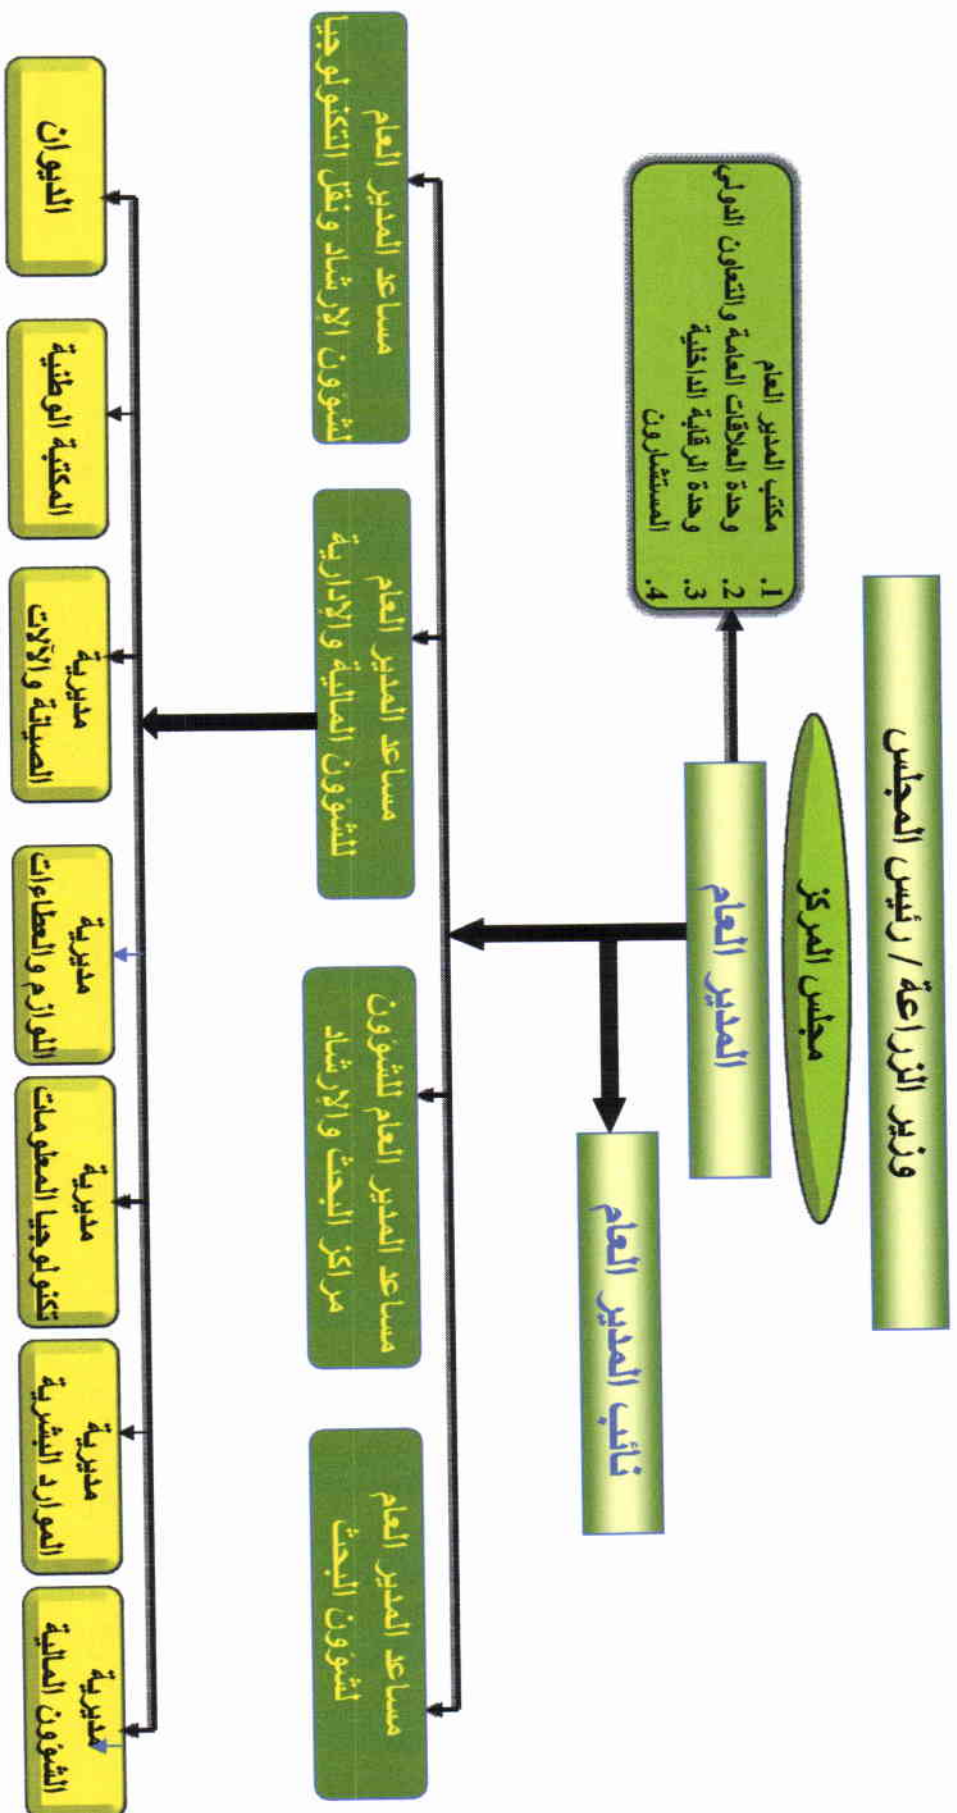 وزير الزراعة / رئيس المجلس
مجلس المركز
المدير العام
1. مكتب المدير العام
2. وحدة العلاقات العامة والتعاون الدولي
3. وحدة الرقابة الداخلية
4. المستشارون
نائب المدير العام
مساعد المدير العام
لشؤون البحث
مساعد المدير العام للشؤون
مراكز البحث والإرشاد
مساعد المدير العام
للشؤون المالية والإدارية
مساعد المدير العام
لشؤون الإرشاد ونقل التكنولوجيا
مديرية
الشؤون المالية
مديرية
الموارد البشرية
مديرية
تكنولوجيا المعلومات
مديرية
اللوازم والعطاءات
مديرية
الصيانة والآلات
المكتبة الوطنية
الديوان